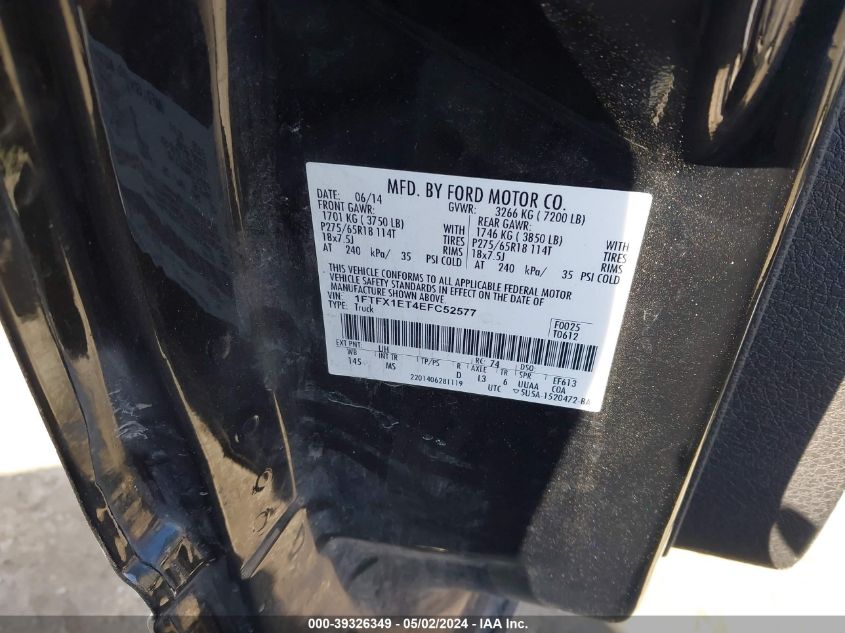 MFD. BY FORD MOTOR CO.
DATE: 06/14 GVWR: 3266 KG ( 7200 LB)
FRONT GAWR: REAR GAWR:
1701 KG ( 3750 LB) WITH 1746 KG ( 3850 LB) WITH
P275/65R18 114T TIRES P275/65R18 114T TIRES
18x7.5J RIMS 18x7.5J RIMS
AT 240 kPa/ 35 PSI COLD AT 240 kPa/ 35 PSI COLD
THIS VEHICLE CONFORMS TO ALL APPLICABLE FEDERAL MOTOR
VEHICLE SAFETY STANDARDS IN EFFECT ON THE DATE OF
MANUFACTURE SHOWN ABOVE.
VIN: 1FTFX1ET4EFC52577
TYPE: Truck
F0025
T0612
EXT PNT: UH RC: 74 DSO:
WB INT TR TP/PS R AXLE TR SPR EF613
145 MS D L3 6 UUAA COA
2201406281119 UTC ▽5U5A-1520472-BA
000-39326349 - 05/02/2024 - IAA Inc.